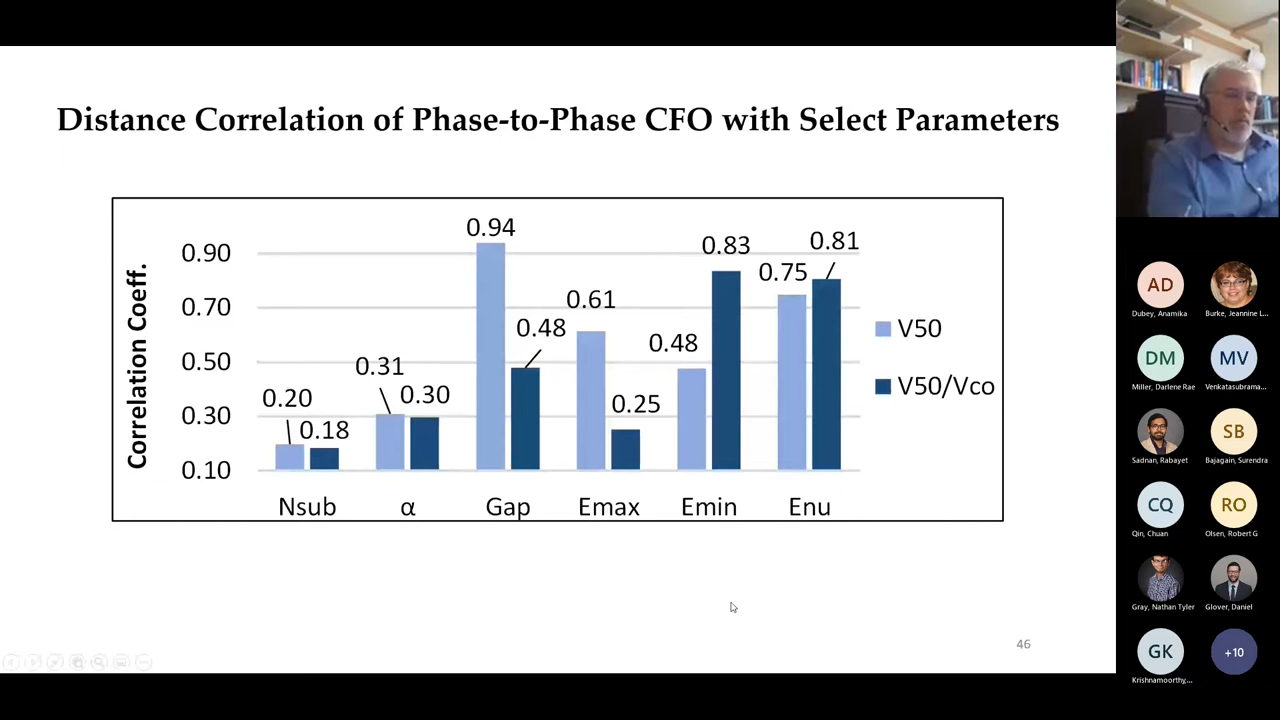 Distance Correlation of Phase-to-Phase CFO with Select Parameters
Correlation Coeff.
0.90
0.70
0.50
0.30
0.10
0.20
0.18
0.31
0.30
0.94
0.48
0.61
0.25
0.48
0.83
0.75
0.81
Nsub
α
Gap
Emax
Emin
Enu
V50
V50/Vco
46
AD
Dubey, Anamika
Burke, Jeannine L...
DM
Miller, Darlene Rae
MV
Venkatasubrama...
Sadnan, Rabayet
SB
Bajagain, Surendra
CQ
Qin, Chuan
RO
Olsen, Robert G
Gray, Nathan Tyler
Glover, Daniel
GK
Krishnamoorthy,...
+10